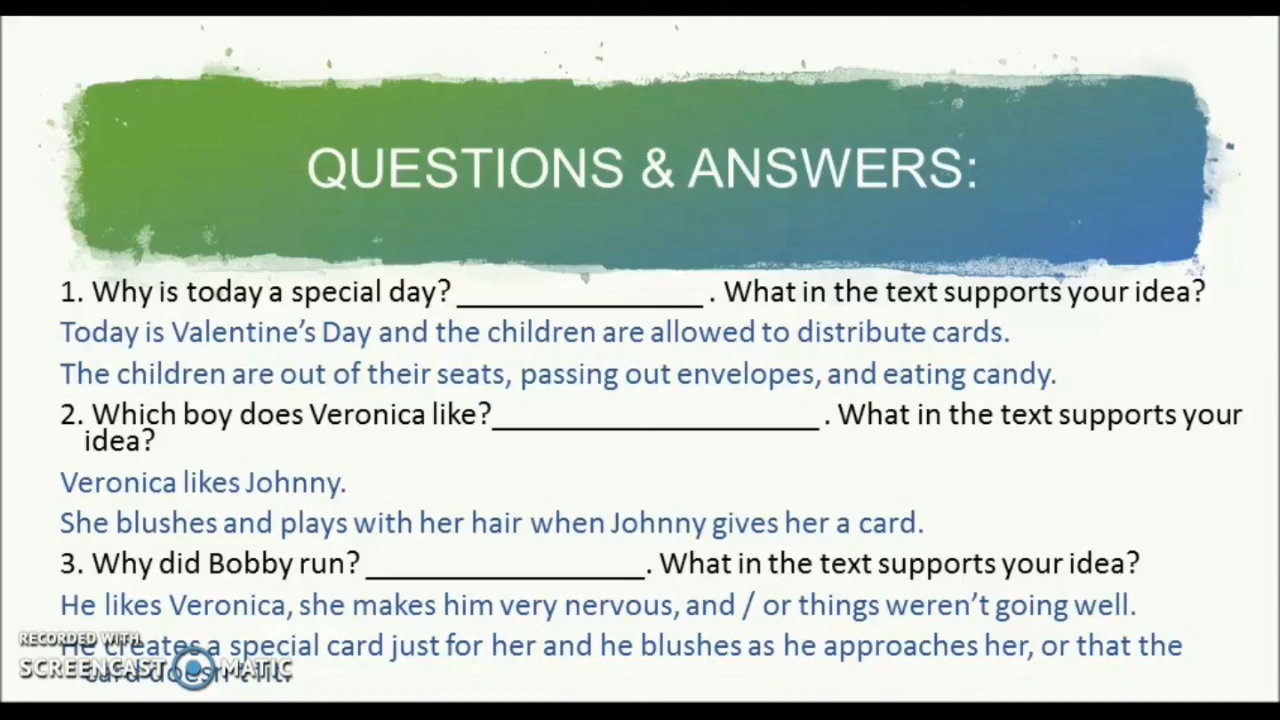 QUESTIONS & ANSWERS:
1. Why is today a special day? _______________ . What in the text supports your idea?
Today is Valentine’s Day and the children are allowed to distribute cards.
The children are out of their seats, passing out envelopes, and eating candy.
2. Which boy does Veronica like?____________________ . What in the text supports your
idea?
Veronica likes Johnny.
She blushes and plays with her hair when Johnny gives her a card.
3. Why did Bobby run? _________________. What in the text supports your idea?
He likes Veronica, she makes him very nervous, and / or things weren’t going well.
He creates a special card just for her and he blushes as he approaches her, or that the
card doesn’t fit.
RECORDED WITH
SCREENCAST MATIC